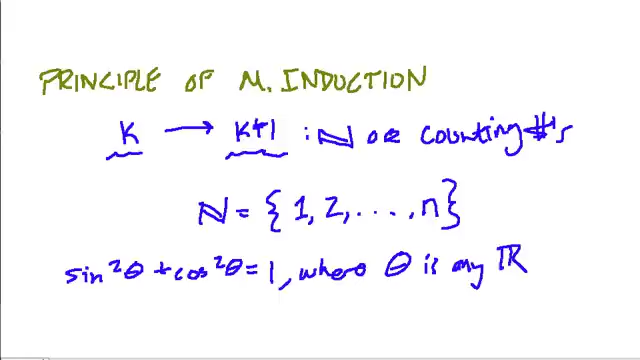 PRINCIPLE OF M. INDUCTION
K → K+1 : ℕ or counting #'s
ℕ = { 1, 2, ...., n }
sin²θ + cos²θ = 1, where θ is any ℝ